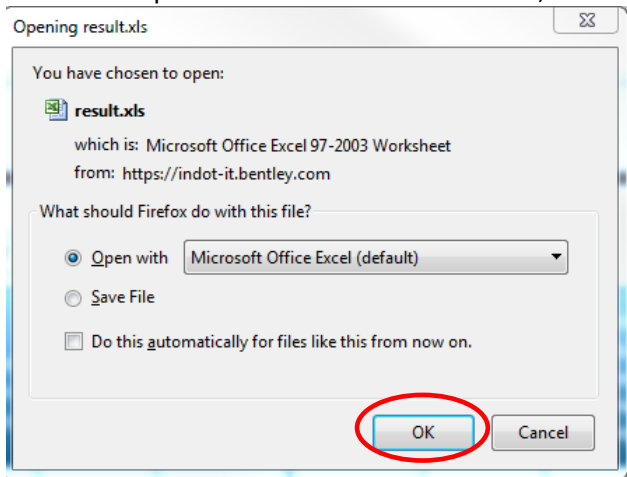 Opening result.xls
You have chosen to open:
result.xls
which is: Microsoft Office Excel 97-2003 Worksheet
from: https://indot-it.bentley.com
What should Firefox do with this file?
Open with Microsoft Office Excel (default)
Save File
Do this automatically for files like this from now on.
OK Cancel